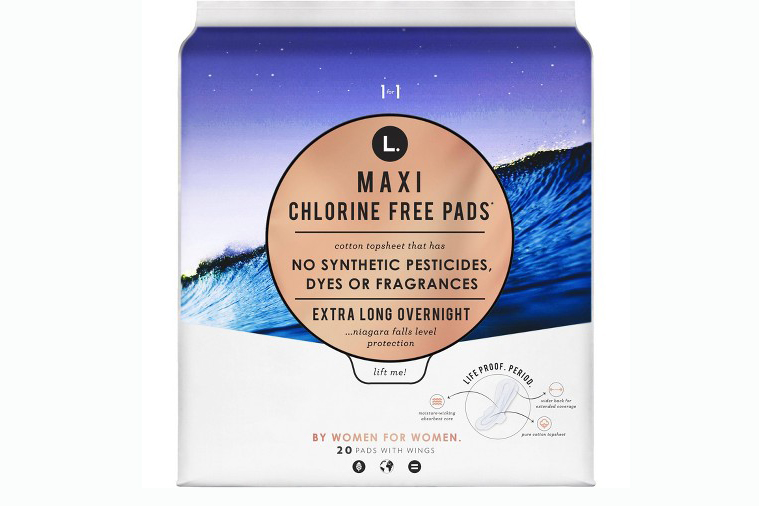 1 for 1
L.
MAXI
CHLORINE FREE PADS*
cotton topsheet that has
NO SYNTHETIC PESTICIDES,
DYES OR FRAGRANCES
EXTRA LONG OVERNIGHT
...niagara falls level
protection
lift me!
LIFE PROOF. PERIOD.
moisture-wicking
absorbent core
wider back for
extended coverage
pure cotton topsheet
BY WOMEN FOR WOMEN.
20 PADS WITH WINGS